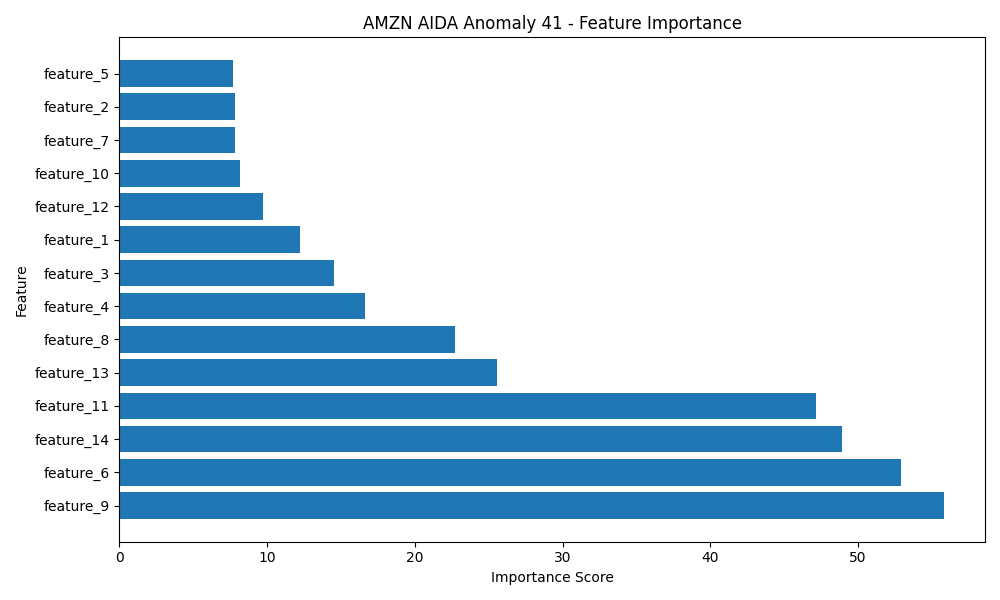 AMZN AIDA Anomaly 41 - Feature Importance
feature_5
feature_2
feature_7
feature_10
feature_12
feature_1
feature_3
feature_4
feature_8
feature_13
feature_11
feature_14
feature_6
feature_9
Feature
0 10 20 30 40 50
Importance Score